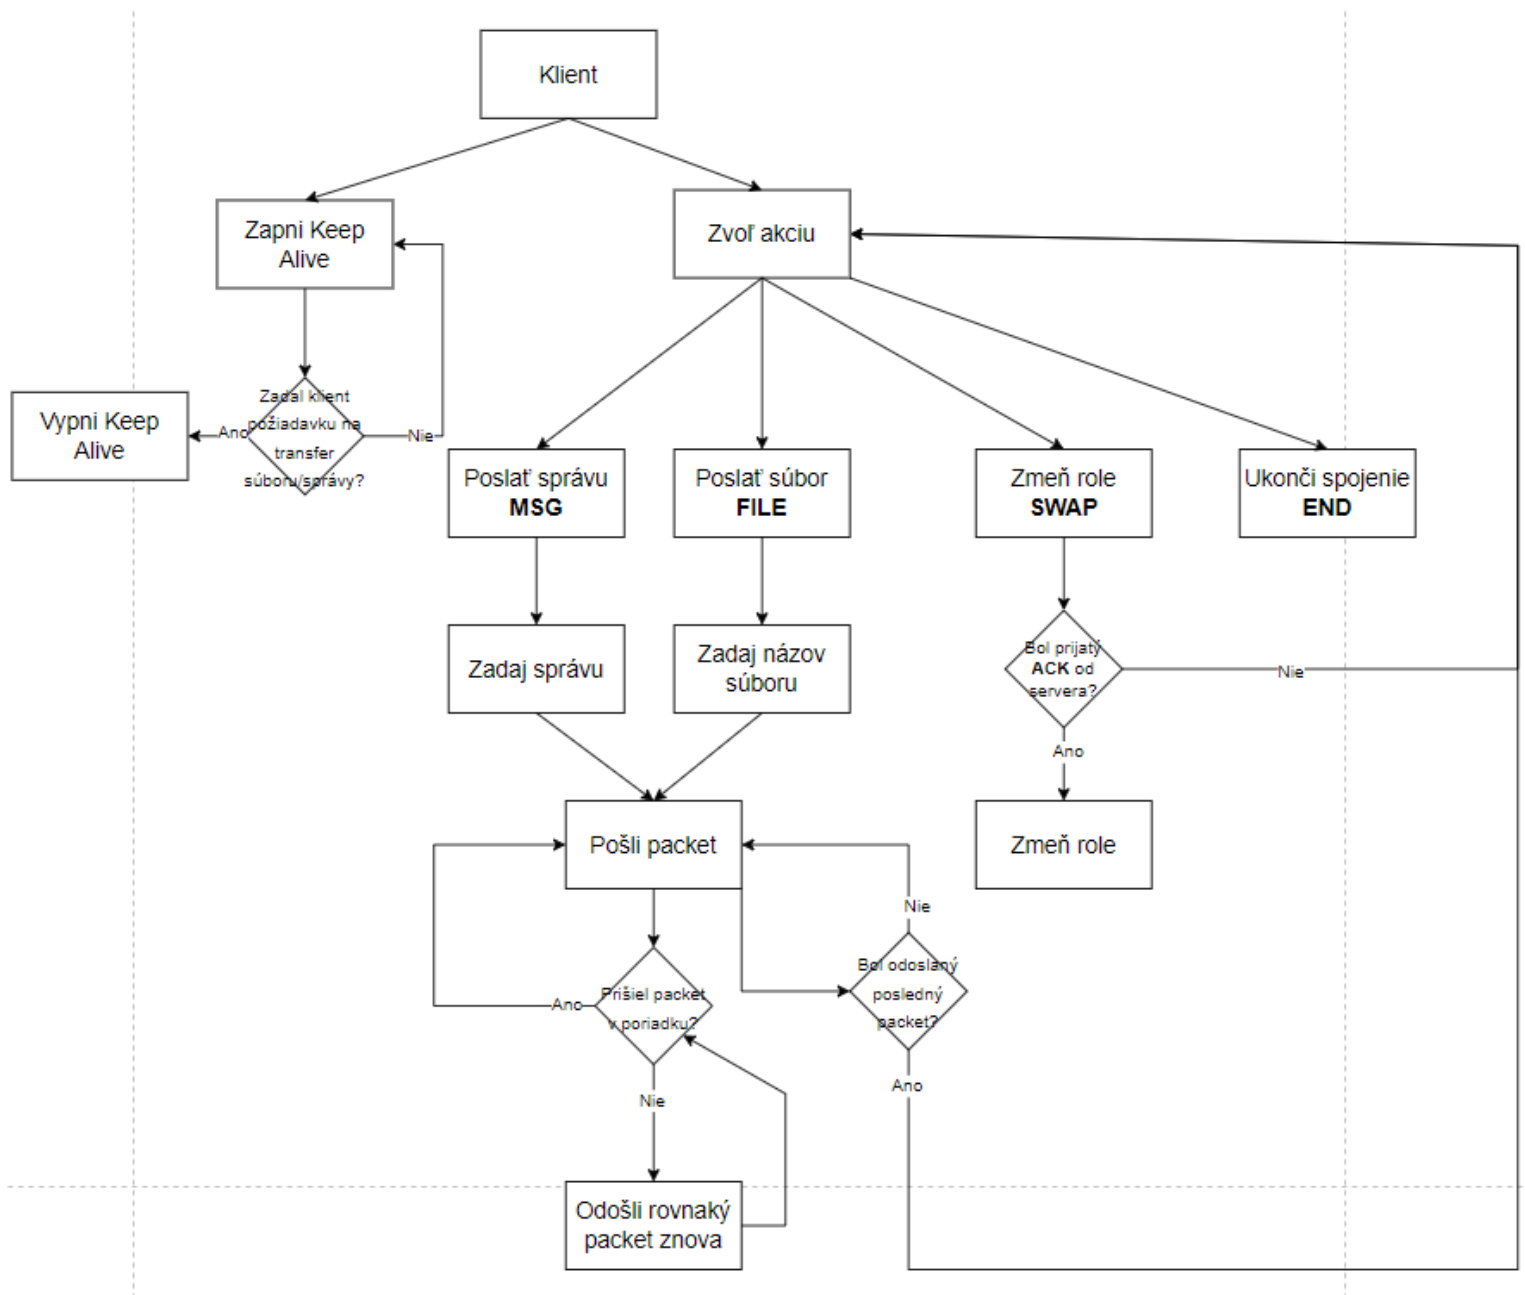 Klient
Zapni Keep
Alive
Zvoľ akciu
Zadal klient
požiadavku na
transfer
súboru/správy?
Ano
Nie
Vypni Keep
Alive
Poslať správu
MSG
Poslať súbor
FILE
Zmeň role
SWAP
Ukonči spojenie
END
Zadaj správu
Zadaj názov
súboru
Bol prijatý
ACK od
servera?
Nie
Ano
Pošli packet
Zmeň role
Nie
Bol odoslaný
posledný
packet?
Prišiel packet
v poriadku?
Ano
Nie
Ano
Odošli rovnaký
packet znova